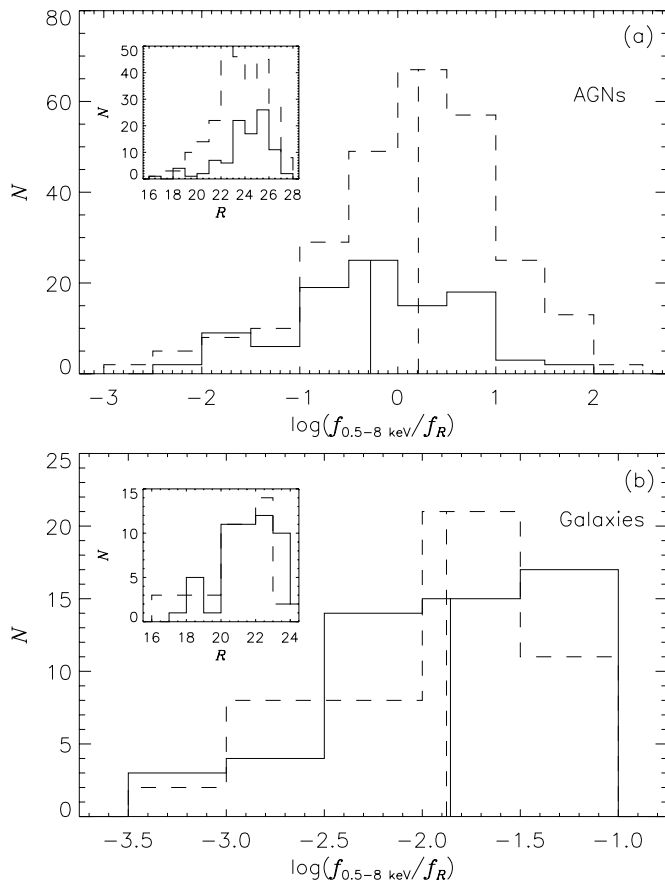 80
60
40
20
0
N
(a)
AGNs
50
40
30
20
10
0
N
16 18 20 22 24 26 28
R
−3 −2 −1 0 1 2
log(f0.5−8 keV/fR)
25
20
15
10
5
0
N
(b)
Galaxies
15
10
5
0
N
16 18 20 22 24
R
−3.5 −3.0 −2.5 −2.0 −1.5 −1.0
log(f0.5−8 keV/fR)